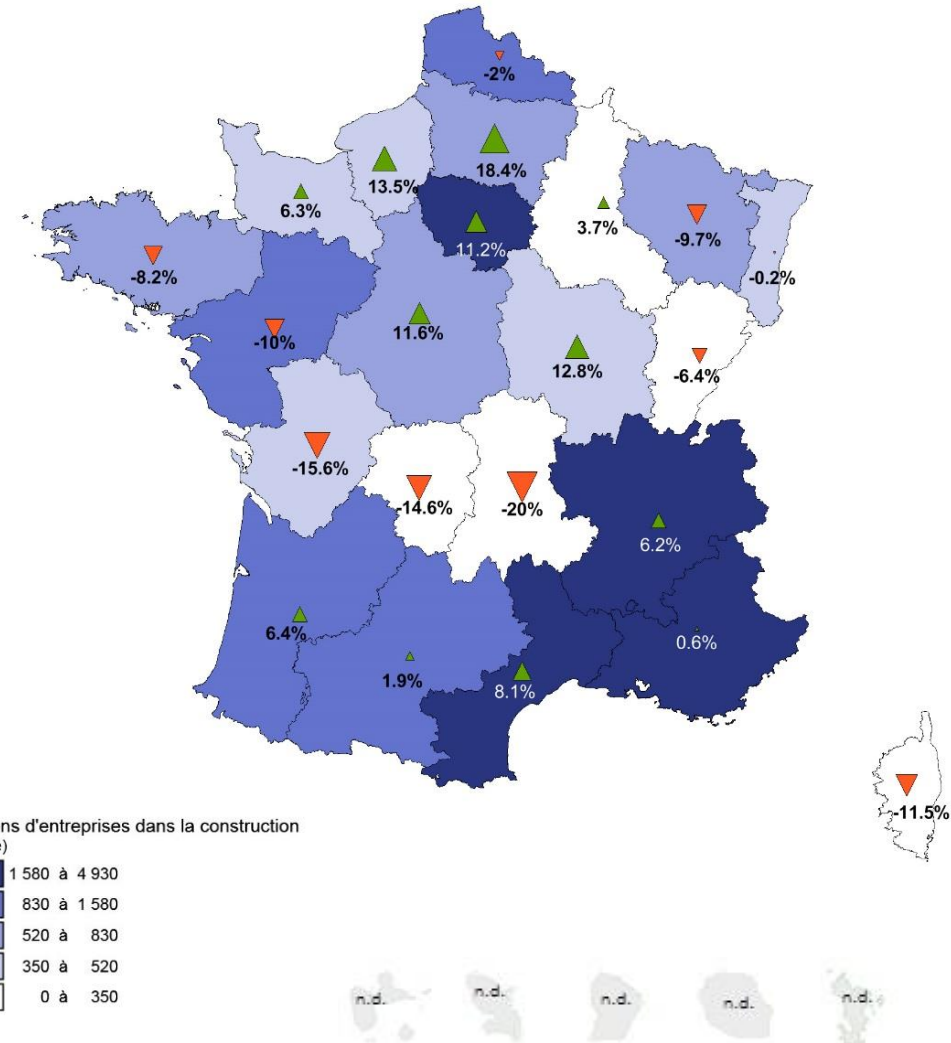 -2%
18.4%
13.5%
6.3%
3.7%
-9.7%
11.2%
-8.2%
-0.2%
-10%
11.6%
12.8%
-6.4%
-15.6%
-14.6%
-20%
6.2%
6.4%
1.9%
8.1%
0.6%
-11.5%
ns d'entreprises dans la construction
)
1 580 à 4 930
830 à 1 580
520 à 830
350 à 520
0 à 350
n.d.
n.d.
n.d.
n.d.
n.d.